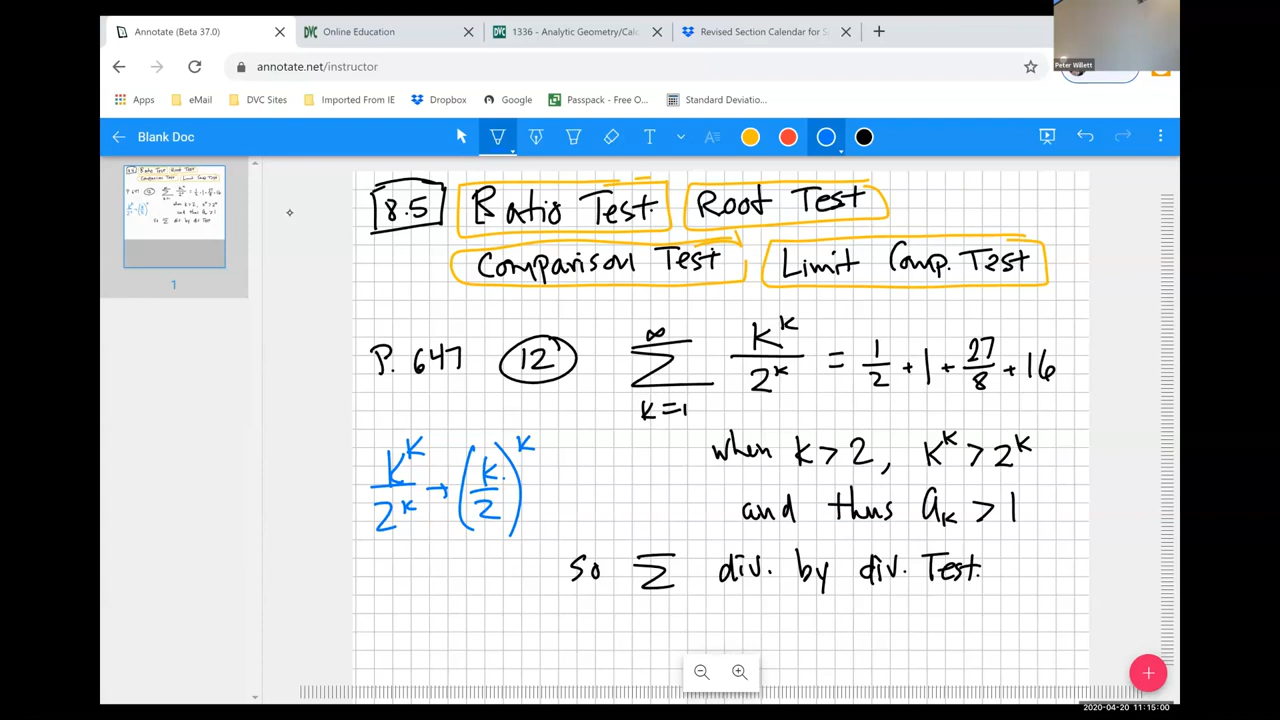 Annotate (Beta 37.0)
Online Education
1336 - Analytic Geometry/Calc
Revised Section Calendar for S
annotate.net/instructor
Peter Willett
Apps
eMail
DVC Sites
Imported From IE
Dropbox
Google
Passpack - Free O...
Standard Deviatio...
Blank Doc
T
8.5 Ratio Test Root Test
Comparison Test Limit Comp. Test
P. 647 12 ∞ Σ k=1 K^k / 2^k = 1/2 + 1 + 27/8 + 16
K^k / 2^k → (k/2)^k
when k > 2, K^k > 2^k
and thus a_k > 1
so Σ div. by div. Test.
1
2020-04-20 11:15:00